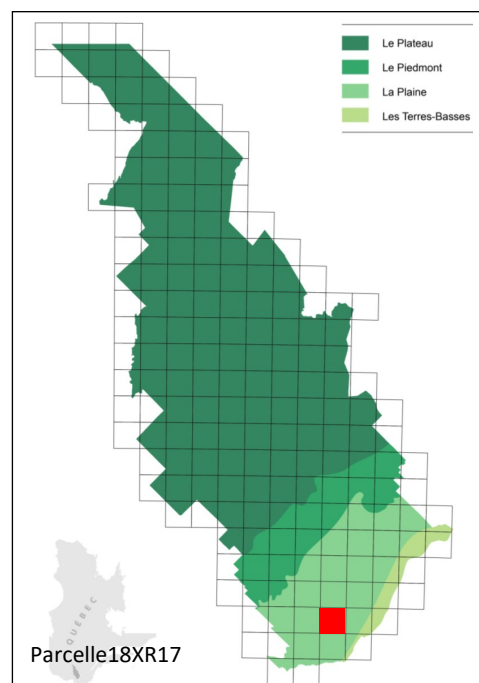 Le Plateau
Le Piedmont
La Plaine
Les Terres-Basses
QUEBEC
Parcelle18XR17